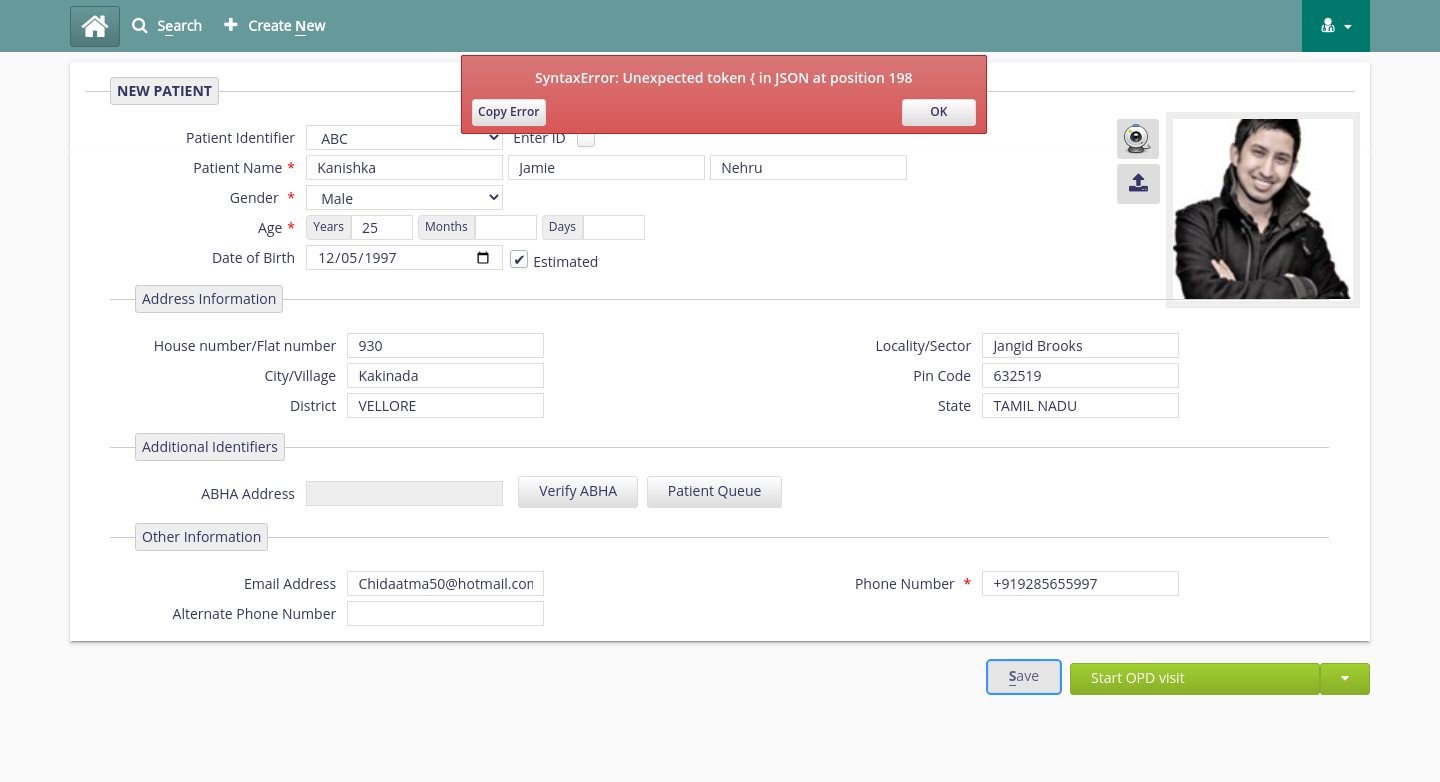 Search
Create New
SyntaxError: Unexpected token { in JSON at position 198
Copy Error
OK
NEW PATIENT
Patient Identifier ABC Enter ID
Patient Name * Kanishka Jamie Nehru
Gender * Male
Age * Years 25 Months Days
Date of Birth 12/05/1997 ✔ Estimated
Address Information
House number/Flat number 930 Locality/Sector Jangid Brooks
City/Village Kakinada Pin Code 632519
District VELLORE State TAMIL NADU
Additional Identifiers
ABHA Address Verify ABHA Patient Queue
Other Information
Email Address Chidaatma50@hotmail.con Phone Number * +919285655997
Alternate Phone Number
Save Start OPD visit